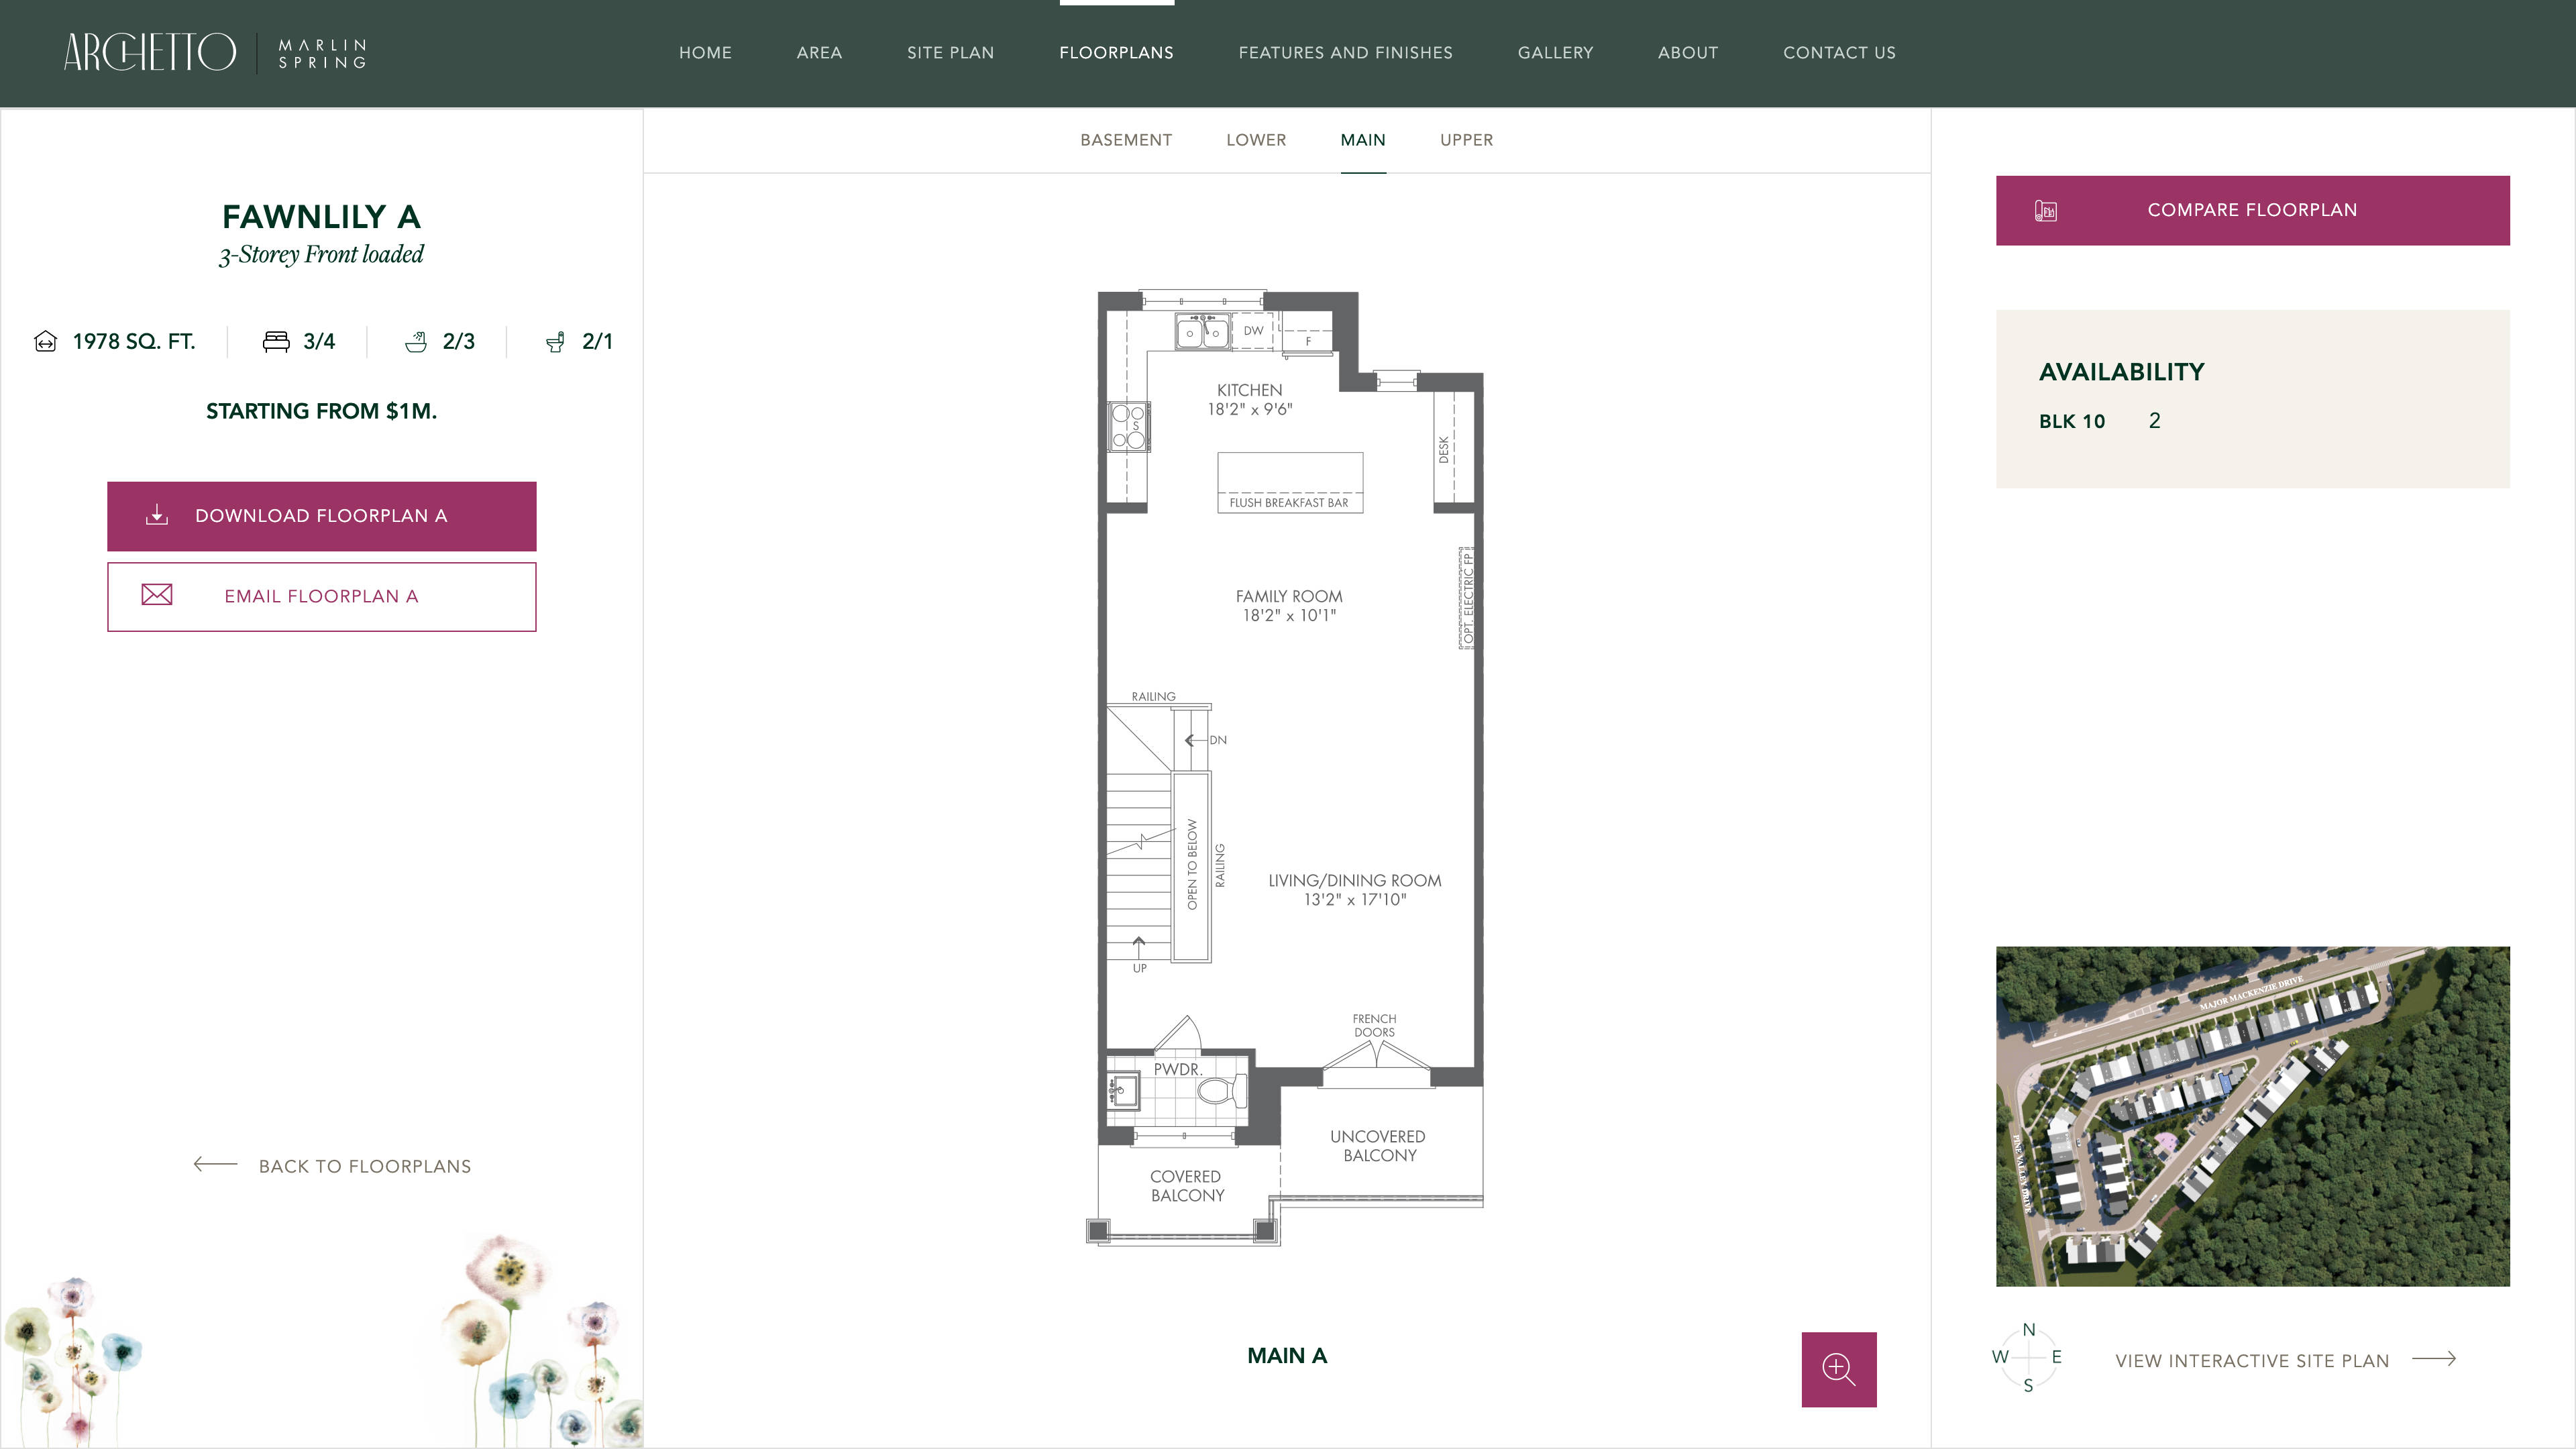 ARCHETTO
MARLIN
SPRING
HOME
AREA
SITE PLAN
FLOORPLANS
FEATURES AND FINISHES
GALLERY
ABOUT
CONTACT US
FAWNLILY A
3-Storey Front loaded
1978 SQ. FT.
3/4
2/3
2/1
STARTING FROM $1M.
DOWNLOAD FLOORPLAN A
EMAIL FLOORPLAN A
BACK TO FLOORPLANS
BASEMENT
LOWER
MAIN
UPPER
DW
F
KITCHEN
18'2" x 9'6"
S
DESK
FLUSH BREAKFAST BAR
OPT. ELECTRIC FP
FAMILY ROOM
18'2" x 10'1"
RAILING
DN
OPEN TO BELOW
RAILING
LIVING/DINING ROOM
13'2" x 17'10"
UP
FRENCH
DOORS
PWDR.
UNCOVERED
BALCONY
COVERED
BALCONY
MAIN A
COMPARE FLOORPLAN
AVAILABILITY
BLK 10
2
MAJOR MACKENZIE DRIVE
PINE VALLEY DRIVE
N
W
E
S
VIEW INTERACTIVE SITE PLAN